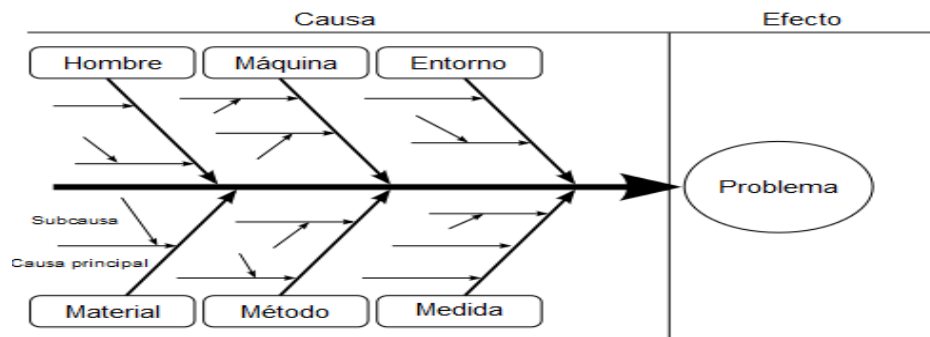 Causa
Efecto
Hombre
Máquina
Entorno
Problema
Subcausa
Causa principal
Material
Método
Medida